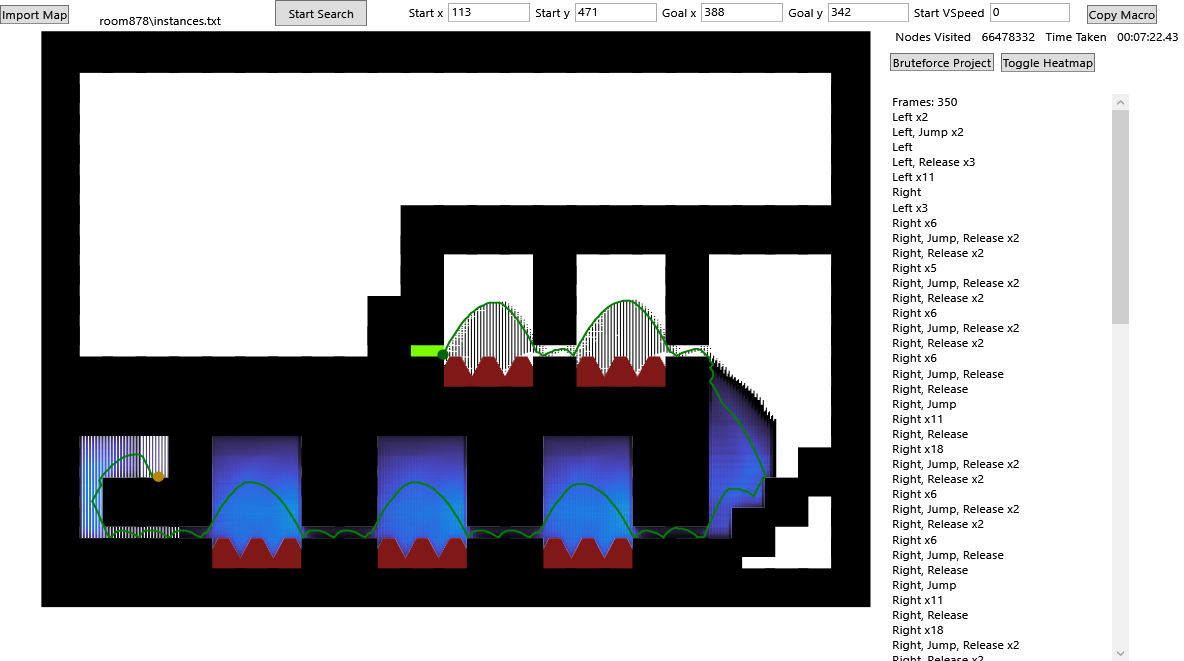 Import Map
room878\instances.txt
Start Search
Start x 113 Start y 471 Goal x 388 Goal y 342 Start VSpeed 0
Copy Macro
Nodes Visited 66478332 Time Taken 00:07:22.43
Bruteforce Project Toggle Heatmap
Frames: 350
Left x2
Left, Jump x2
Left
Left, Release x3
Left x11
Right
Left x3
Right x6
Right, Jump, Release x2
Right, Release x2
Right x5
Right, Jump, Release x2
Right, Release x2
Right x6
Right, Jump, Release x2
Right, Release x2
Right x6
Right, Jump, Release
Right, Release
Right, Jump
Right x11
Right, Release
Right x18
Right, Jump, Release x2
Right, Release x2
Right x6
Right, Jump, Release x2
Right, Release x2
Right x6
Right, Jump, Release
Right, Release
Right, Jump
Right x11
Right, Release
Right x18
Right, Jump, Release x2
Right, Release x2